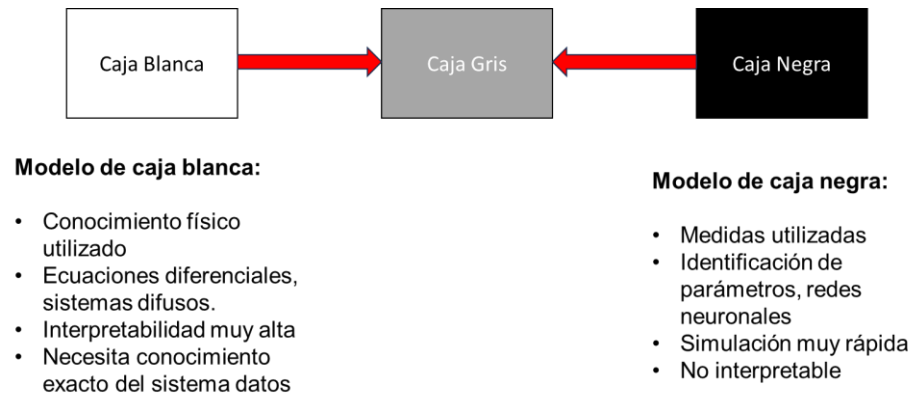 Caja Blanca
Caja Gris
Caja Negra
Modelo de caja blanca:
• Conocimiento físico
utilizado
• Ecuaciones diferenciales,
sistemas difusos.
• Interpretabilidad muy alta
• Necesita conocimiento
exacto del sistema datos
Modelo de caja negra:
• Medidas utilizadas
• Identificación de
parámetros, redes
neuronales
• Simulación muy rápida
• No interpretable